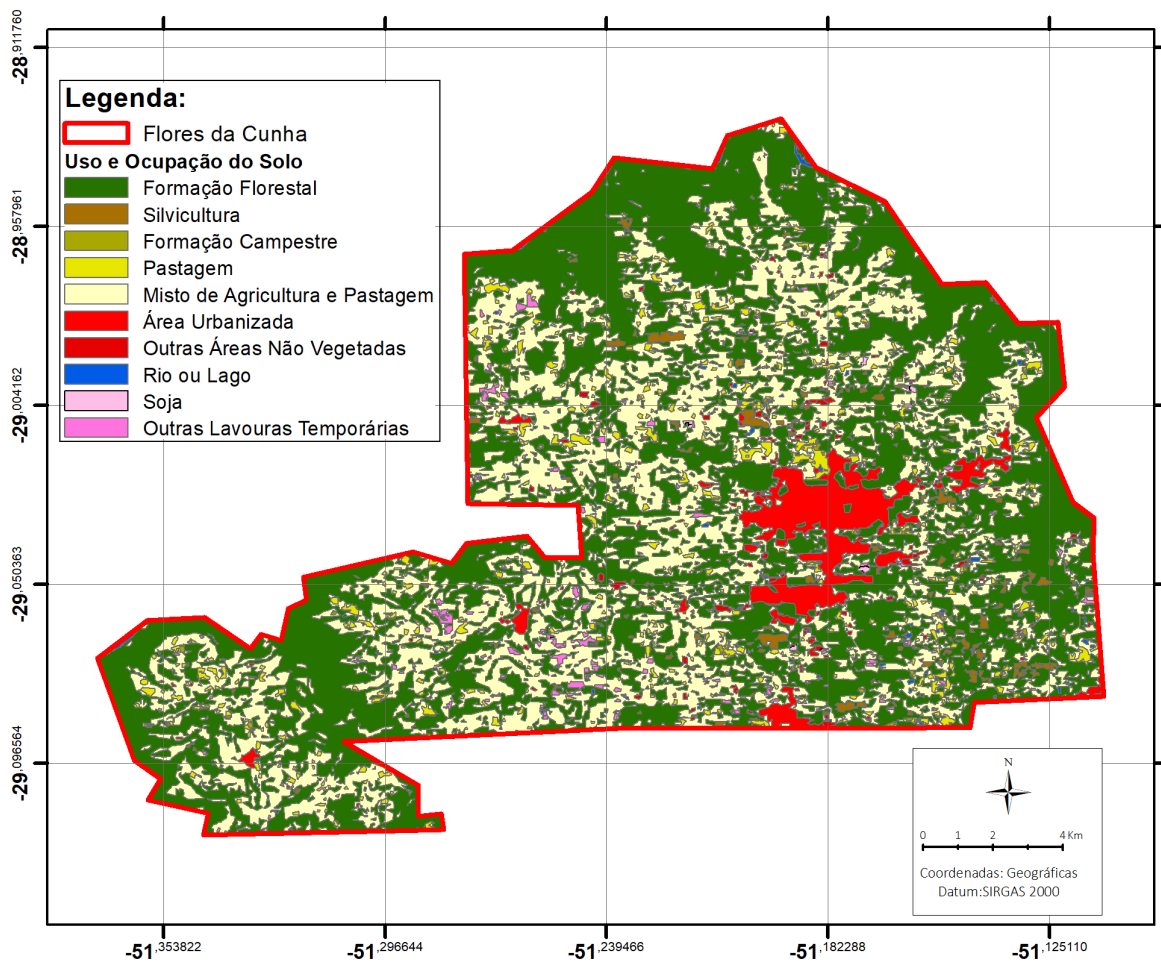 Legenda:
Flores da Cunha
Uso e Ocupação do Solo
Formação Florestal
Silvicultura
Formação Campestre
Pastagem
Misto de Agricultura e Pastagem
Área Urbanizada
Outras Áreas Não Vegetadas
Rio ou Lago
Soja
Outras Lavouras Temporárias
-28,911760
-28,957961
-29,004162
-29,050363
-29,096564
N
0 1 2 4 Km
Coordenadas: Geográficas
Datum:SIRGAS 2000
-51,353822 -51,296644 -51,239466 -51,182288 -51,125110